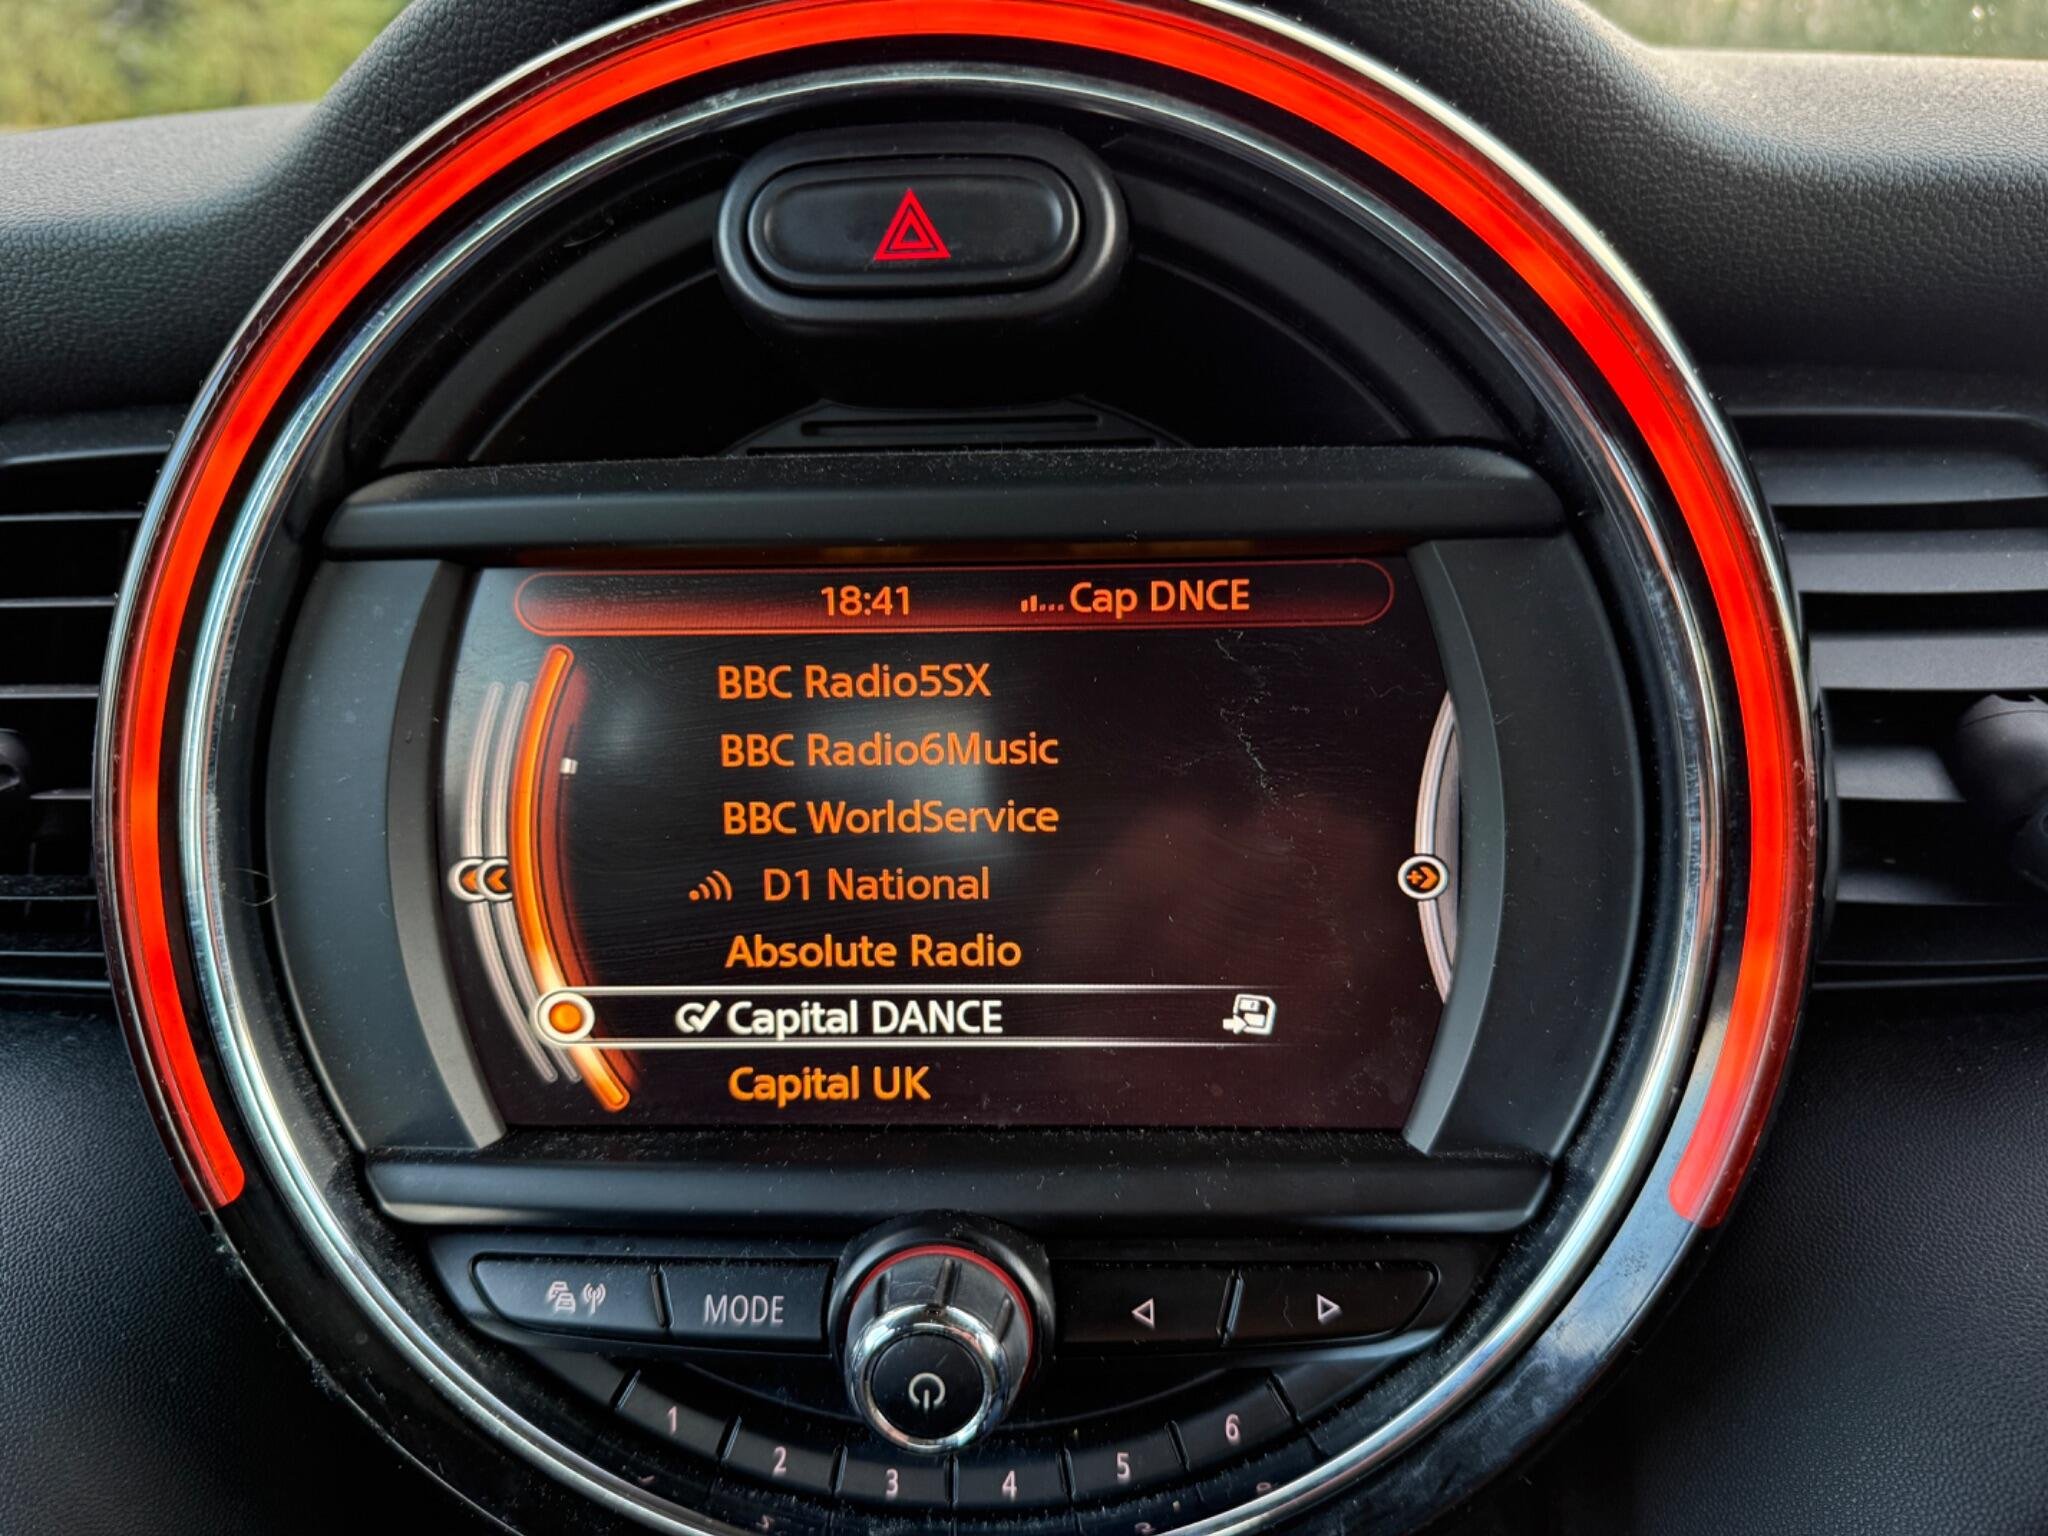 18:41 Cap DNCE
BBC Radio5SX
BBC Radio6Music
BBC WorldService
D1 National
Absolute Radio
Capital DANCE
Capital UK
MODE
1 2 3 4 5 6